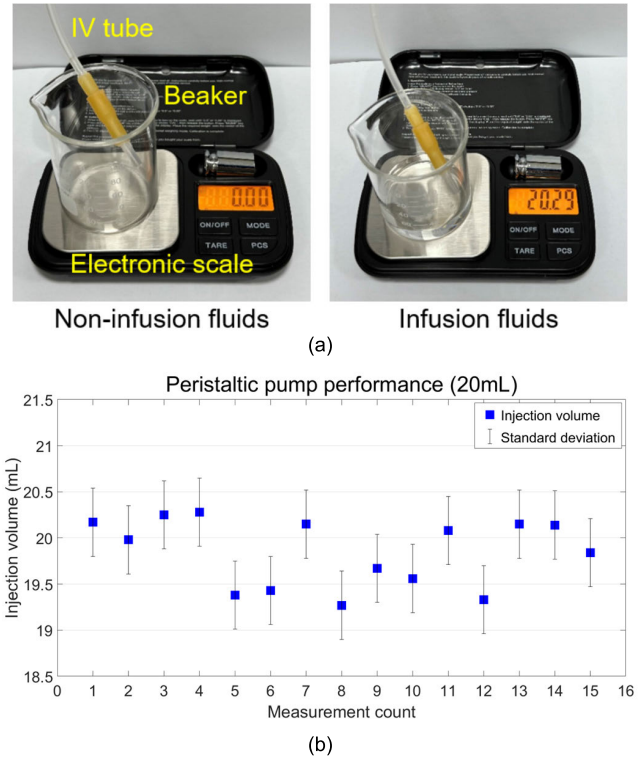 IV tube
Beaker
0.00
ON/OFF MODE
TARE PCS
Electronic scale
20.29
ON/OFF MODE
TARE PCS
Non-infusion fluids
Infusion fluids
(a)
Peristaltic pump performance (20mL)
Injection volume
Standard deviation
Injection volume (mL)
21.5
21
20.5
20
19.5
19
18.5
0 1 2 3 4 5 6 7 8 9 10 11 12 13 14 15 16
Measurement count
(b)